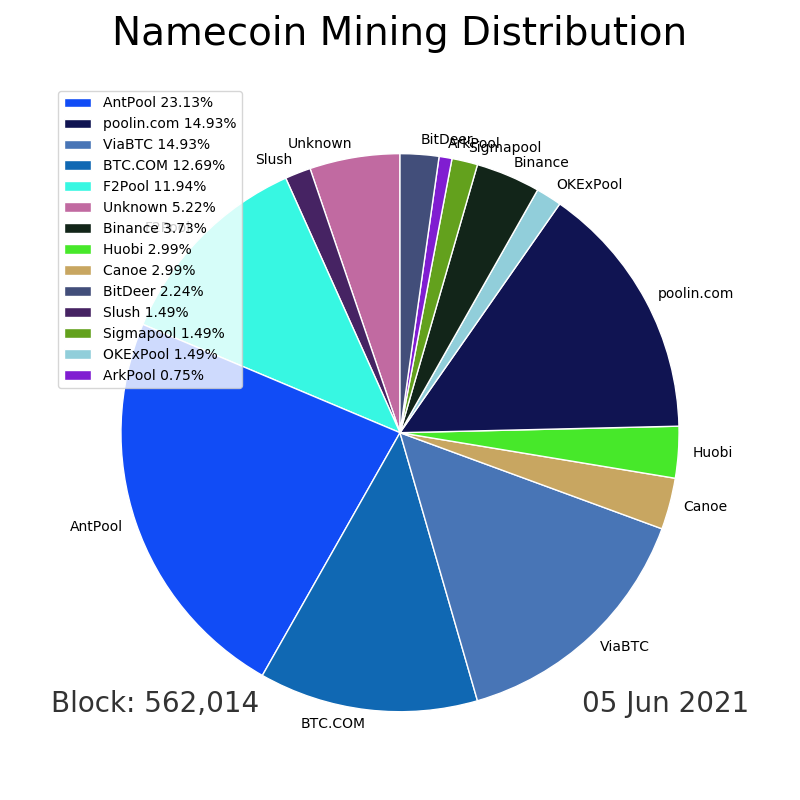 Namecoin Mining Distribution
AntPool 23.13%
poolin.com 14.93%
ViaBTC 14.93%
BTC.COM 12.69%
F2Pool 11.94%
Unknown 5.22%
Binance 3.73%
Huobi 2.99%
Canoe 2.99%
BitDeer 2.24%
Slush 1.49%
Sigmapool 1.49%
OKExPool 1.49%
ArkPool 0.75%
BitDeer
ArkPool
Sigmapool
Binance
OKExPool
Unknown
Slush
poolin.com
Huobi
Canoe
AntPool
ViaBTC
BTC.COM
Block: 562,014
05 Jun 2021